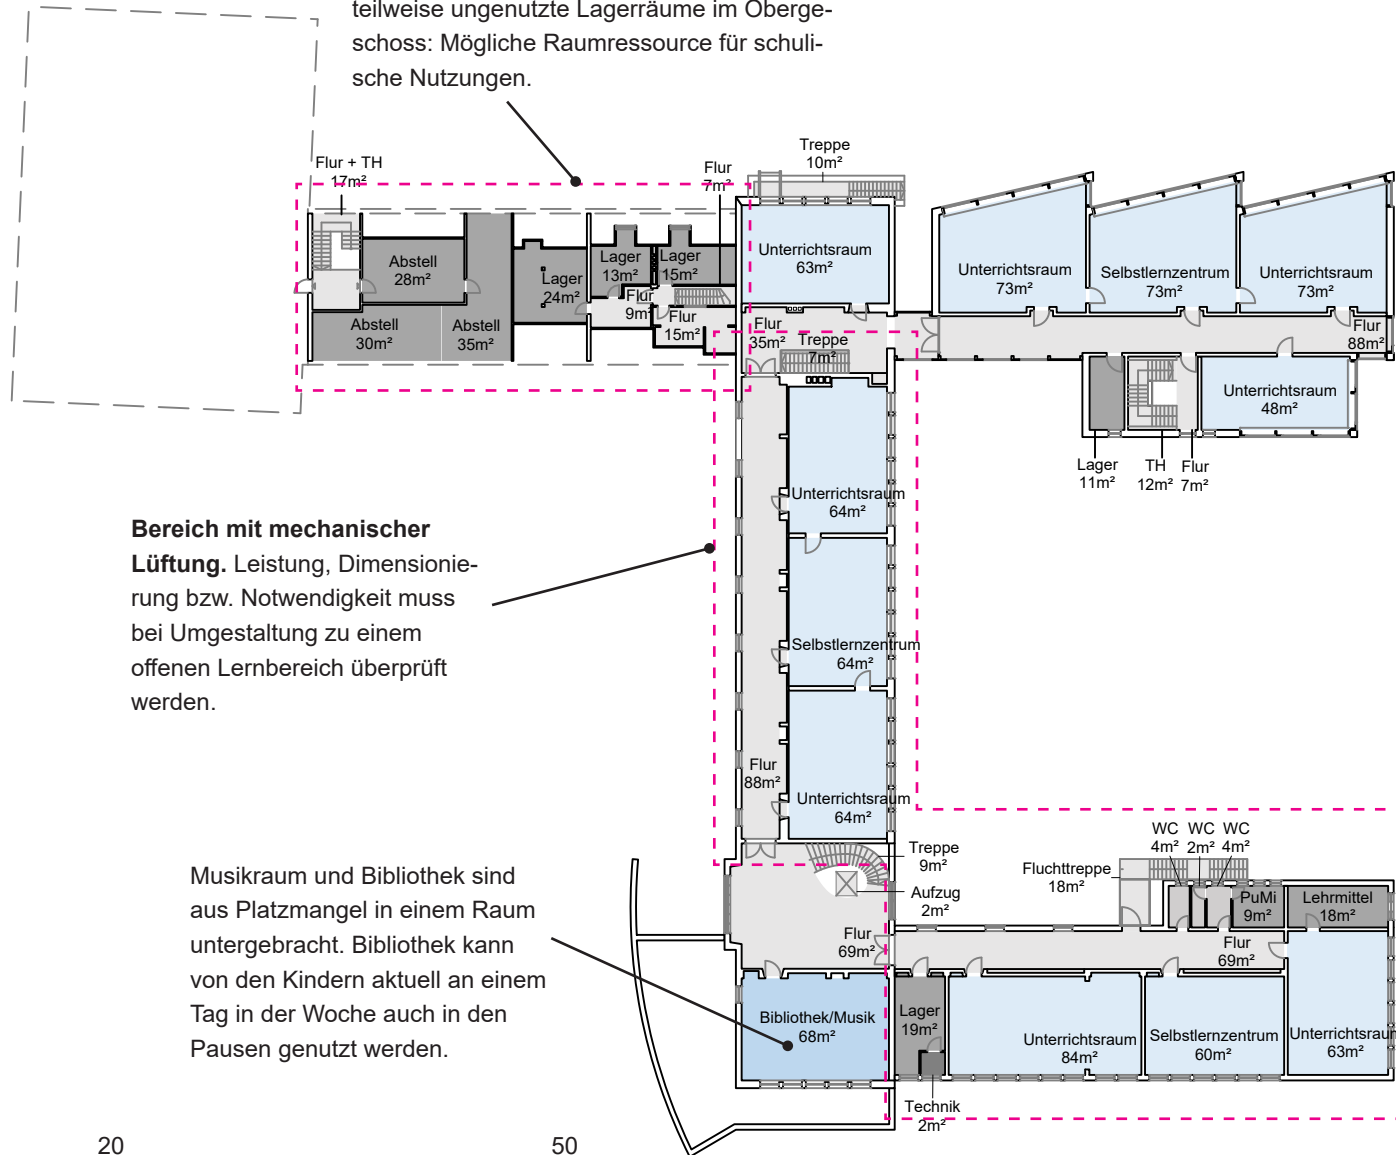 teilweise ungenutzte Lagerräume im Oberge-
schoss: Mögliche Raumressource für schuli-
sche Nutzungen.
Treppe
10m²
Flur + TH
17m²
Flur
7m²
Abstell
28m²
Lager
24m²
Lager
13m²
Lager
15m²
Flur
9m²
Flur
15m²
Abstell
30m²
Abstell
35m²
Unterrichtsraum
63m²
Flur
35m²
Treppe
7m²
Unterrichtsraum
73m²
Selbstlernzentrum
73m²
Unterrichtsraum
73m²
Flur
88m²
Unterrichtsraum
48m²
Lager
11m²
TH
12m²
Flur
7m²
Unterrichtsraum
64m²
Bereich mit mechanischer
Lüftung. Leistung, Dimensionie-
rung bzw. Notwendigkeit muss
bei Umgestaltung zu einem
offenen Lernbereich überprüft
werden.
Selbstlernzentrum
64m²
Flur
88m²
Unterrichtsraum
64m²
Treppe
9m²
Aufzug
2m²
Flur
69m²
Fluchttreppe
18m²
WC
4m²
WC
2m²
WC
4m²
PuMi
9m²
Lehrmittel
18m²
Flur
69m²
Musikraum und Bibliothek sind
aus Platzmangel in einem Raum
untergebracht. Bibliothek kann
von den Kindern aktuell an einem
Tag in der Woche auch in den
Pausen genutzt werden.
Bibliothek/Musik
68m²
Lager
19m²
Unterrichtsraum
84m²
Selbstlernzentrum
60m²
Unterrichtsraum
63m²
Technik
2m²
20
50